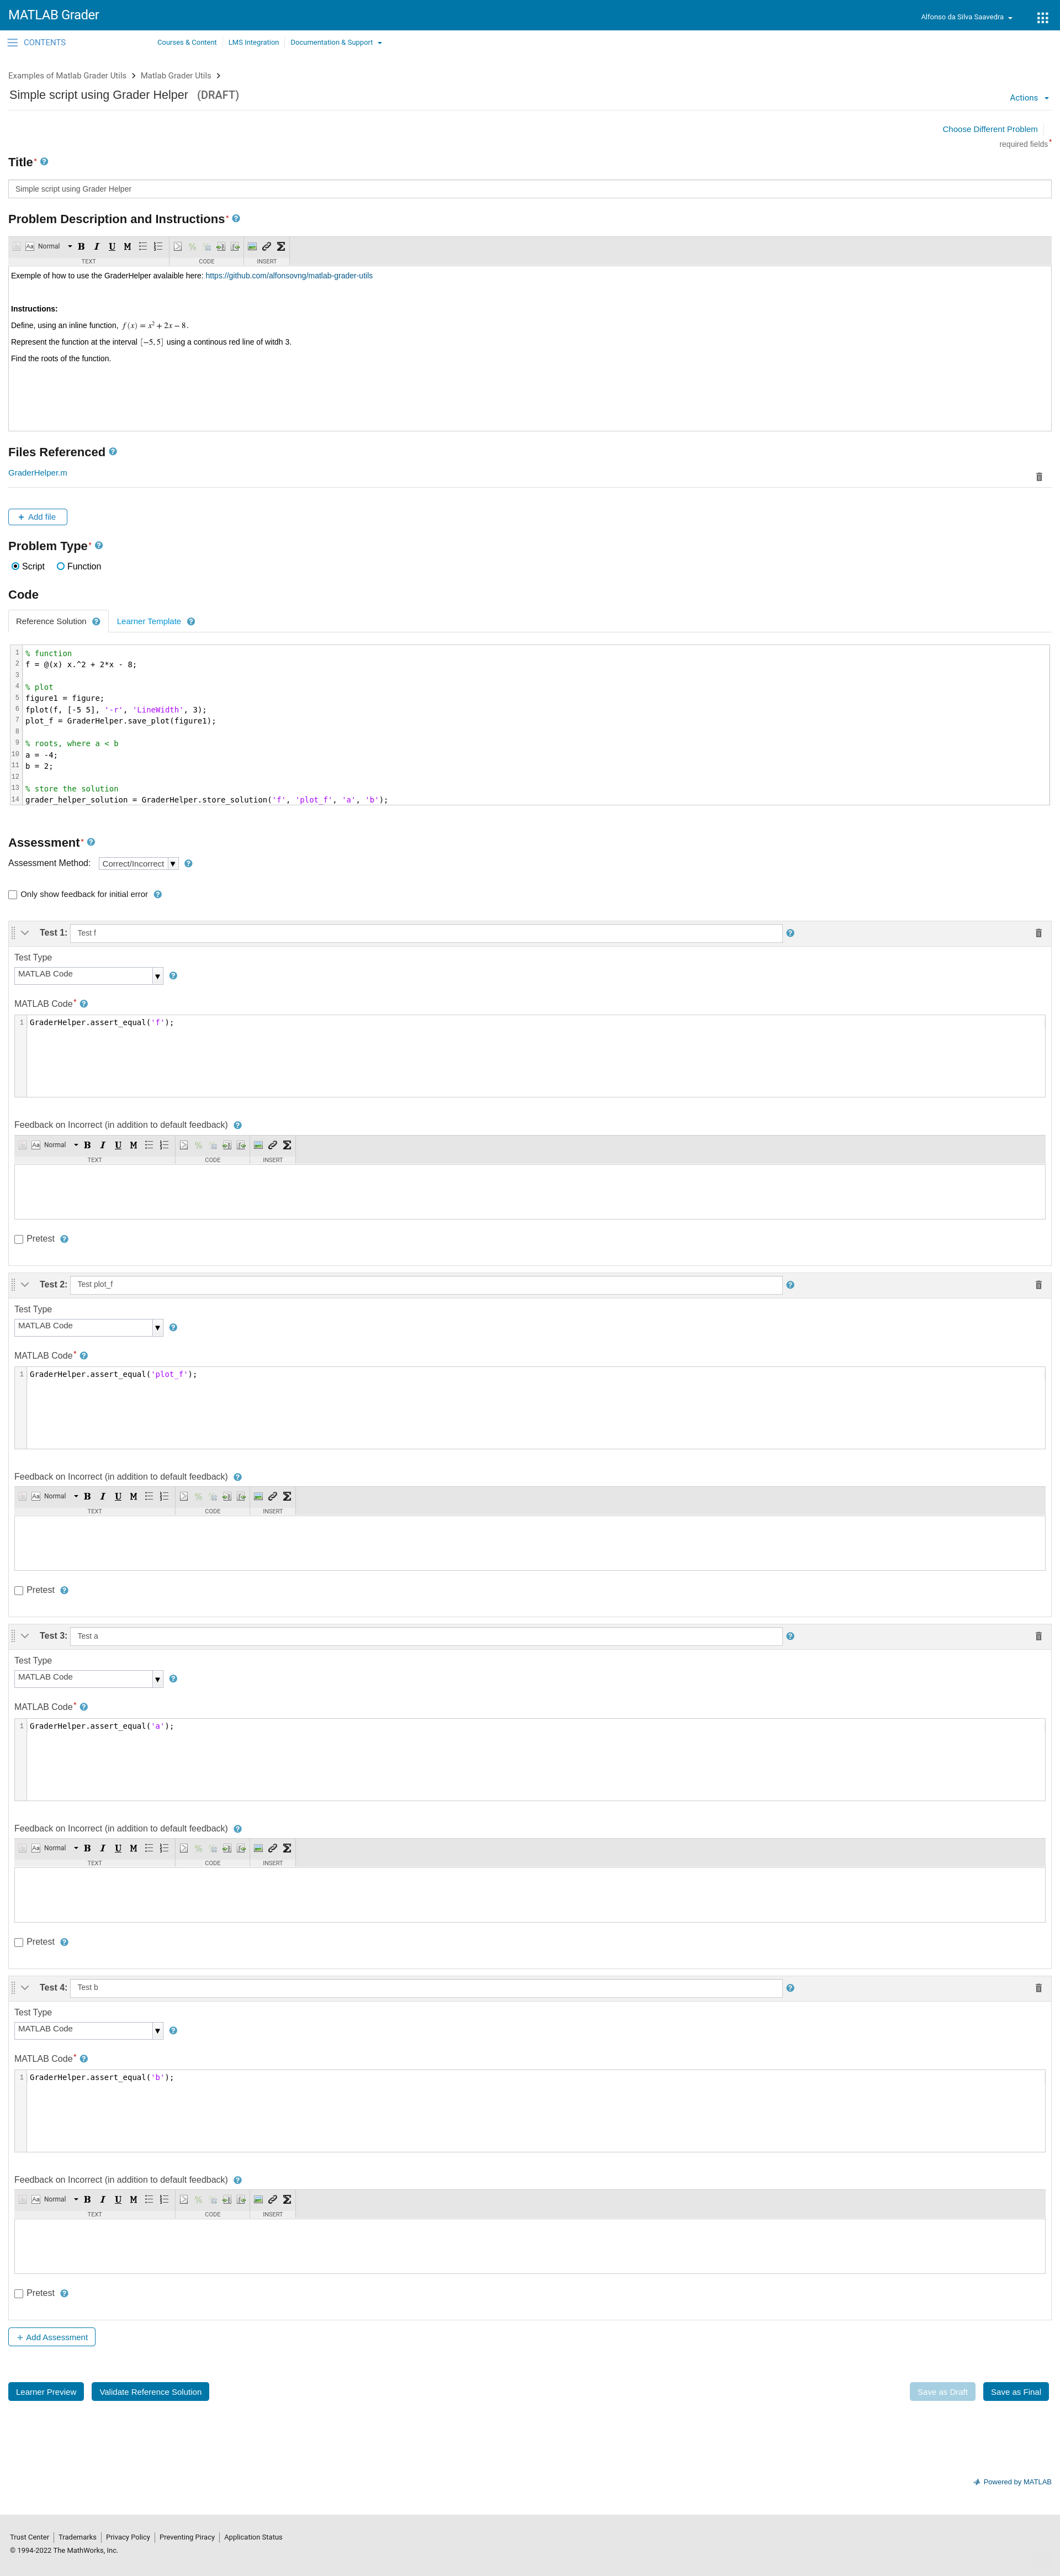 MATLAB Grader
Alfonso da Silva Saavedra
CONTENTS
Courses & Content
LMS Integration
Documentation & Support
Examples of Matlab Grader Utils
Matlab Grader Utils
Simple script using Grader Helper (DRAFT)
Actions
Choose Different Problem
required fields*
Title*
Simple script using Grader Helper
Problem Description and Instructions*
Normal B I U M
TEXT CODE INSERT
Exemple of how to use the GraderHelper avalaible here: https://github.com/alfonsovng/matlab-grader-utils
Instructions:
Define, using an inline function, f(x) = x² + 2x − 8.
Represent the function at the interval [−5, 5] using a continous red line of witdh 3.
Find the roots of the function.
Files Referenced
GraderHelper.m
+ Add file
Problem Type*
Script Function
Code
Reference Solution Learner Template
1 % function
2 f = @(x) x.^2 + 2*x - 8;
3
4 % plot
5 figure1 = figure;
6 fplot(f, [-5 5], '-r', 'LineWidth', 3);
7 plot_f = GraderHelper.save_plot(figure1);
8
9 % roots, where a < b
10 a = -4;
11 b = 2;
12
13 % store the solution
14 grader_helper_solution = GraderHelper.store_solution('f', 'plot_f', 'a', 'b');
Assessment*
Assessment Method: Correct/Incorrect
Only show feedback for initial error
Test 1: Test f
Test Type
MATLAB Code
MATLAB Code*
1 GraderHelper.assert_equal('f');
Feedback on Incorrect (in addition to default feedback)
Normal B I U M
TEXT CODE INSERT
Pretest
Test 2: Test plot_f
Test Type
MATLAB Code
MATLAB Code*
1 GraderHelper.assert_equal('plot_f');
Feedback on Incorrect (in addition to default feedback)
Normal B I U M
TEXT CODE INSERT
Pretest
Test 3: Test a
Test Type
MATLAB Code
MATLAB Code*
1 GraderHelper.assert_equal('a');
Feedback on Incorrect (in addition to default feedback)
Normal B I U M
TEXT CODE INSERT
Pretest
Test 4: Test b
Test Type
MATLAB Code
MATLAB Code*
1 GraderHelper.assert_equal('b');
Feedback on Incorrect (in addition to default feedback)
Normal B I U M
TEXT CODE INSERT
Pretest
+ Add Assessment
Learner Preview Validate Reference Solution Save as Draft Save as Final
Powered by MATLAB
Trust Center Trademarks Privacy Policy Preventing Piracy Application Status
© 1994-2022 The MathWorks, Inc.